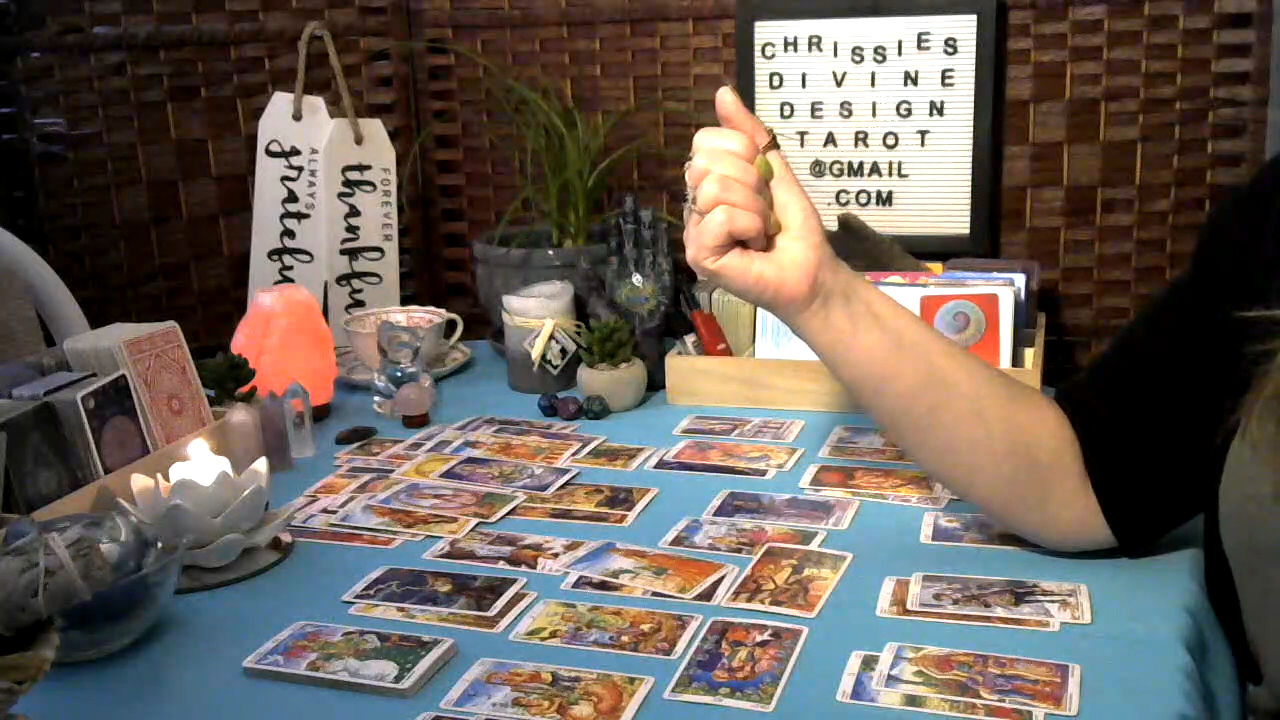 CHRISSIES
DIVINE
DESIGN
TAROT
@GMAIL
.COM
ALWAYS
grateful
FOREVER
thankful